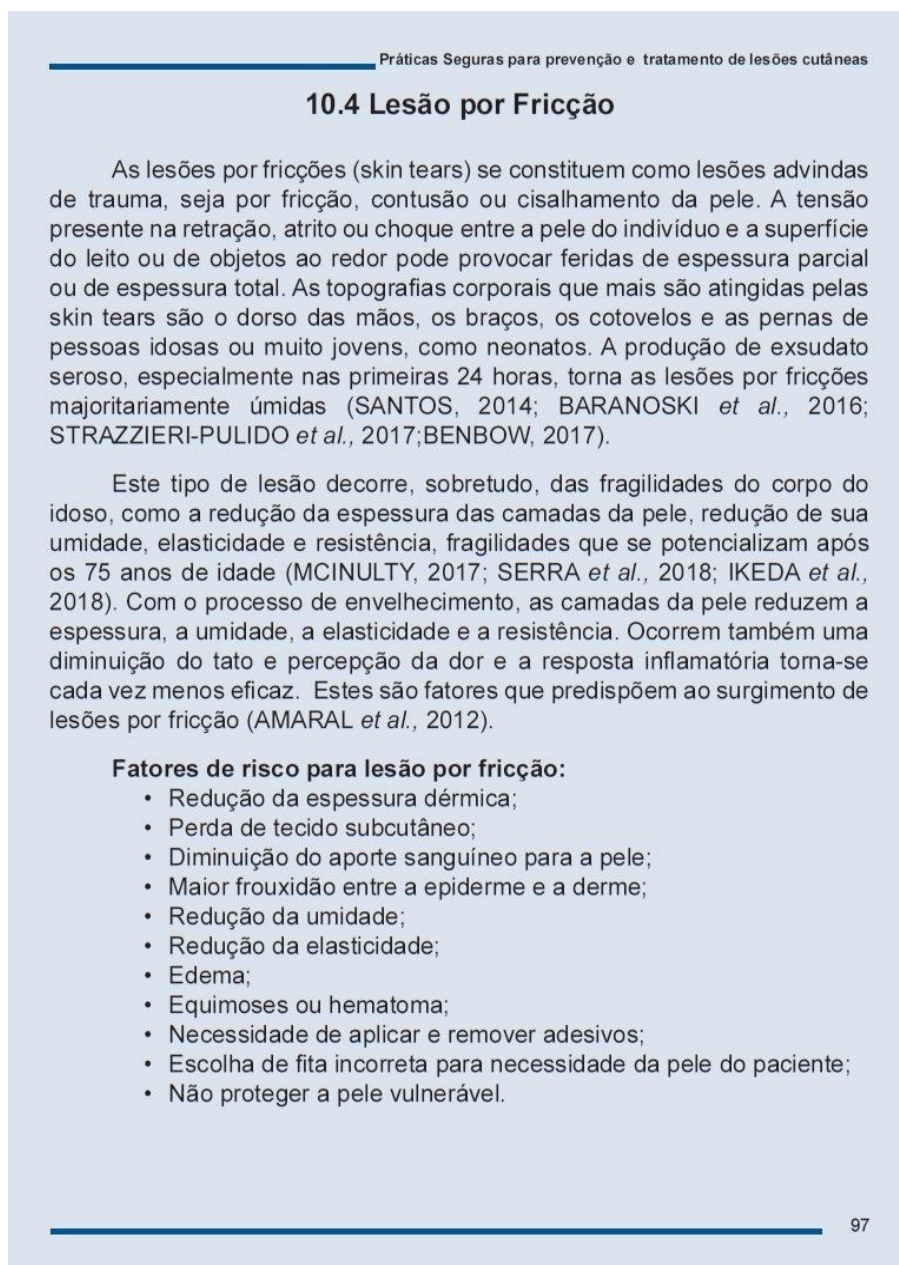 Práticas Seguras para prevenção e tratamento de lesões cutâneas
10.4 Lesão por Fricção
As lesões por fricções (skin tears) se constituem como lesões advindas
de trauma, seja por fricção, contusão ou cisalhamento da pele. A tensão
presente na retração, atrito ou choque entre a pele do indivíduo e a superfície
do leito ou de objetos ao redor pode provocar feridas de espessura parcial
ou de espessura total. As topografias corporais que mais são atingidas pelas
skin tears são o dorso das mãos, os braços, os cotovelos e as pernas de
pessoas idosas ou muito jovens, como neonatos. A produção de exsudato
seroso, especialmente nas primeiras 24 horas, torna as lesões por fricções
majoritariamente úmidas (SANTOS, 2014; BARANOSKI et al., 2016;
STRAZZIERI-PULIDO et al., 2017;BENBOW, 2017).
Este tipo de lesão decorre, sobretudo, das fragilidades do corpo do
idoso, como a redução da espessura das camadas da pele, redução de sua
umidade, elasticidade e resistência, fragilidades que se potencializam após
os 75 anos de idade (MCINULTY, 2017; SERRA et al., 2018; IKEDA et al.,
2018). Com o processo de envelhecimento, as camadas da pele reduzem a
espessura, a umidade, a elasticidade e a resistência. Ocorrem também uma
diminuição do tato e percepção da dor e a resposta inflamatória torna-se
cada vez menos eficaz. Estes são fatores que predispõem ao surgimento de
lesões por fricção (AMARAL et al., 2012).
Fatores de risco para lesão por fricção:
• Redução da espessura dérmica;
• Perda de tecido subcutâneo;
• Diminuição do aporte sanguíneo para a pele;
• Maior frouxidão entre a epiderme e a derme;
• Redução da umidade;
• Redução da elasticidade;
• Edema;
• Equimoses ou hematoma;
• Necessidade de aplicar e remover adesivos;
• Escolha de fita incorreta para necessidade da pele do paciente;
• Não proteger a pele vulnerável.
97